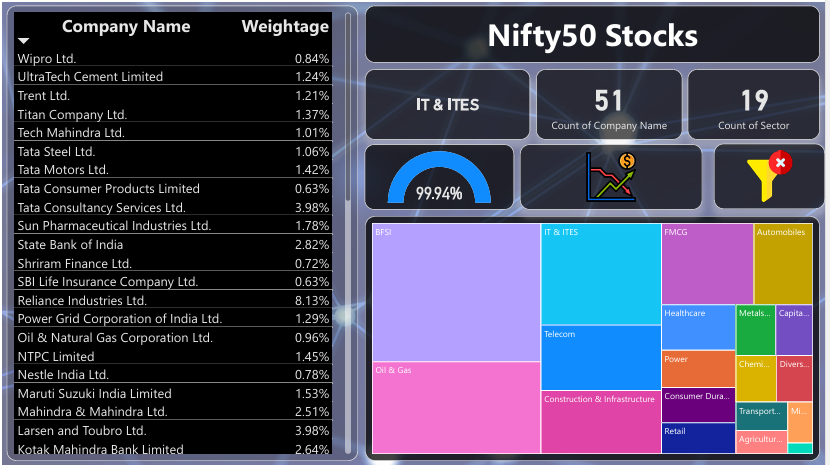 Company Name Weightage
Wipro Ltd. 0.84%
UltraTech Cement Limited 1.24%
Trent Ltd. 1.21%
Titan Company Ltd. 1.37%
Tech Mahindra Ltd. 1.01%
Tata Steel Ltd. 1.06%
Tata Motors Ltd. 1.42%
Tata Consumer Products Limited 0.63%
Tata Consultancy Services Ltd. 3.98%
Sun Pharmaceutical Industries Ltd. 1.78%
State Bank of India 2.82%
Shriram Finance Ltd. 0.72%
SBI Life Insurance Company Ltd. 0.63%
Reliance Industries Ltd. 8.13%
Power Grid Corporation of India Ltd. 1.29%
Oil & Natural Gas Corporation Ltd. 0.96%
NTPC Limited 1.45%
Nestle India Ltd. 0.78%
Maruti Suzuki India Limited 1.53%
Mahindra & Mahindra Ltd. 2.51%
Larsen and Toubro Ltd. 3.98%
Kotak Mahindra Bank Limited 2.64%
Nifty50 Stocks
IT & ITES
51
Count of Company Name
19
Count of Sector
99.94%
$
BFSI
IT & ITES
FMCG
Automobiles
Healthcare
Metals...
Capita...
Telecom
Power
Chemi...
Divers...
Oil & Gas
Construction & Infrastructure
Consumer Dura...
Transport...
Mi...
Retail
Agricultur...